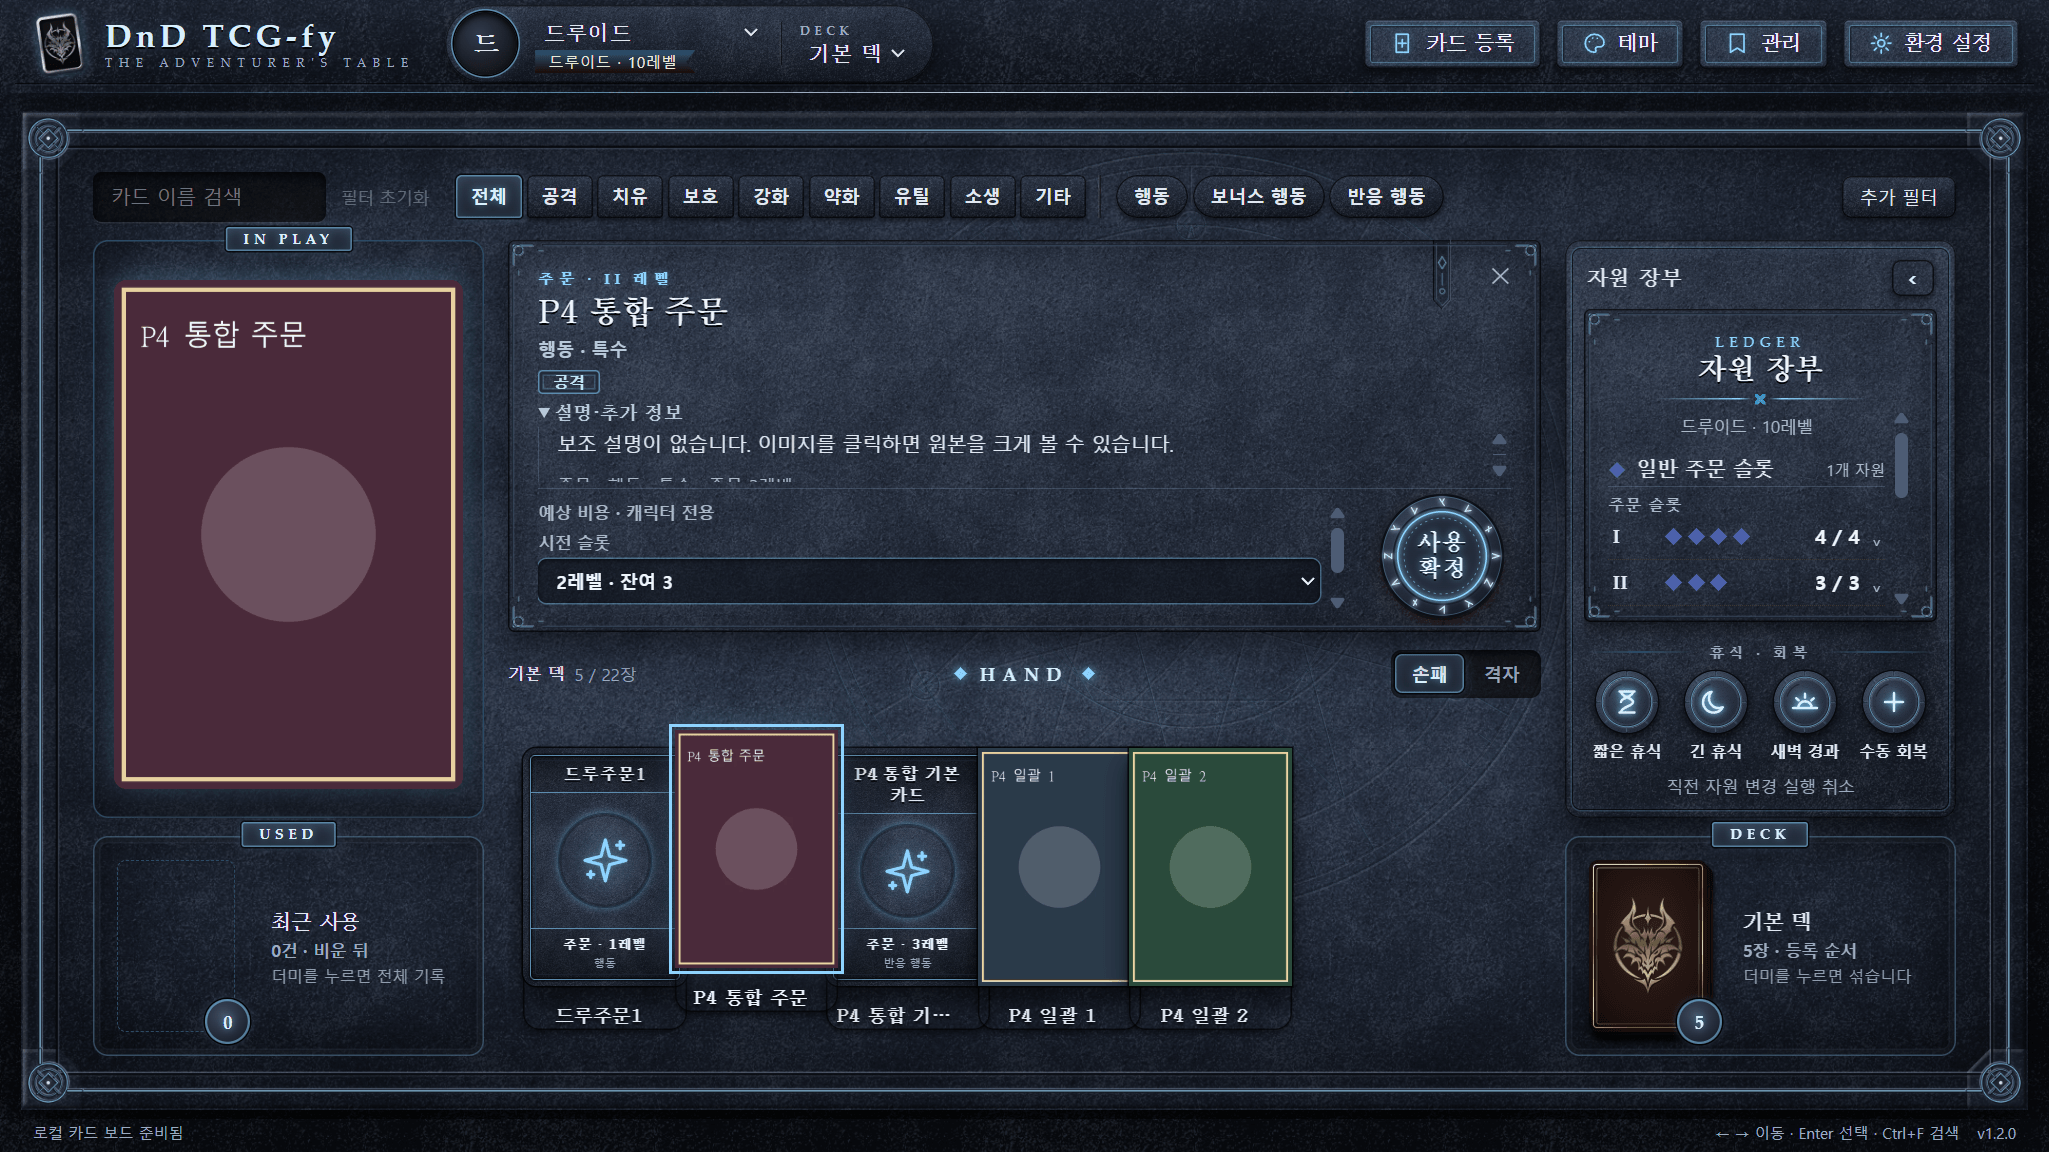 DnD TCG-fy
THE ADVENTURER'S TABLE
드
드루이드
드루이드 · 10레벨
DECK
기본 덱
카드 등록
테마
관리
환경 설정
카드 이름 검색
필터 초기화
전체
공격
치유
보호
강화
약화
유틸
소생
기타
행동
보너스 행동
반응 행동
추가 필터
IN PLAY
P4 통합 주문
주문 · II 레벨
P4 통합 주문
행동 · 특수
공격
▼ 설명·추가 정보
보조 설명이 없습니다. 이미지를 클릭하면 원본을 크게 볼 수 있습니다.
예상 비용 · 캐릭터 전용
시전 슬롯
2레벨 · 잔여 3
사용
확정
자원 장부
LEDGER
자원 장부
드루이드 · 10레벨
일반 주문 슬롯
1개 자원
주문 슬롯
I
4 / 4
II
3 / 3
휴식 · 회복
짧은 휴식
긴 휴식
새벽 경과
수동 회복
직전 자원 변경 실행 취소
기본 덱 5 / 22장
HAND
손패
격자
드루주문1
주문 · 1레벨
행동
드루주문1
P4 통합 주문
P4 통합 주문
P4 통합 기본
카드
주문 · 3레벨
반응 행동
P4 통합 기…
P4 일괄 1
P4 일괄 1
P4 일괄 2
P4 일괄 2
USED
최근 사용
0건 · 비운 뒤
더미를 누르면 전체 기록
0
DECK
기본 덱
5장 · 등록 순서
더미를 누르면 섞습니다
5
로컬 카드 보드 준비됨
← → 이동 · Enter 선택 · Ctrl+F 검색
v1.2.0